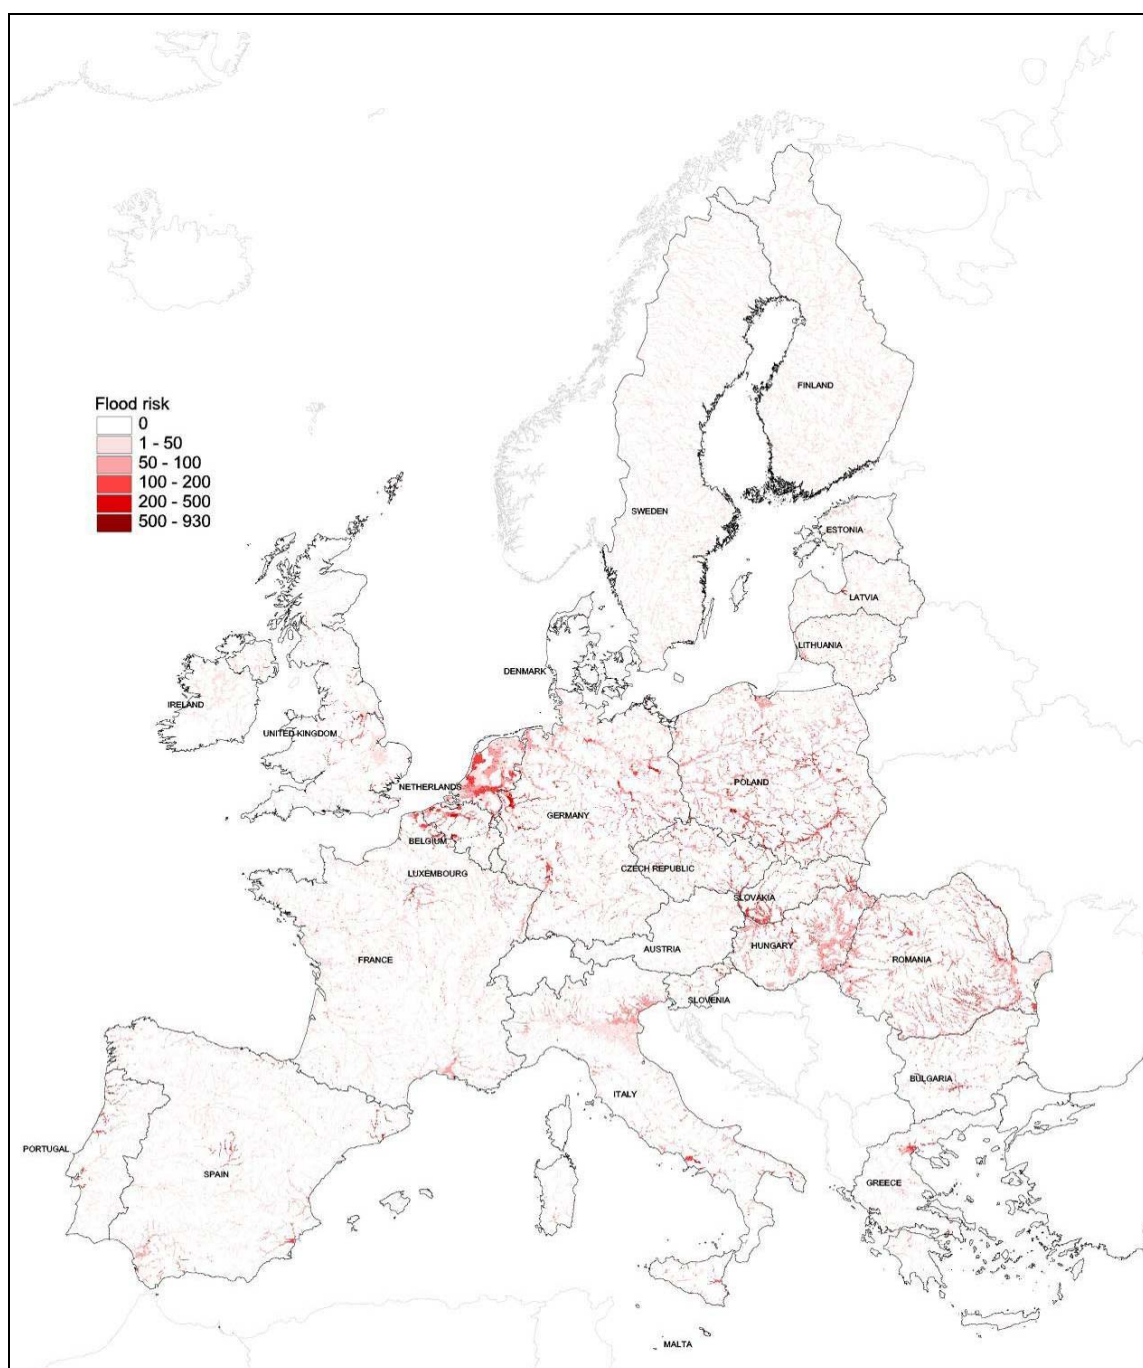 Flood risk
0
1 - 50
50 - 100
100 - 200
200 - 500
500 - 930
FINLAND
SWEDEN
ESTONIA
LATVIA
LITHUANIA
DENMARK
IRELAND
UNITED KINGDOM
NETHERLANDS
POLAND
GERMANY
BELGIUM
CZECH REPUBLIC
LUXEMBOURG
SLOVAKIA
AUSTRIA
HUNGARY
FRANCE
ROMANIA
SLOVENIA
BULGARIA
ITALY
PORTUGAL
SPAIN
GREECE
MALTA